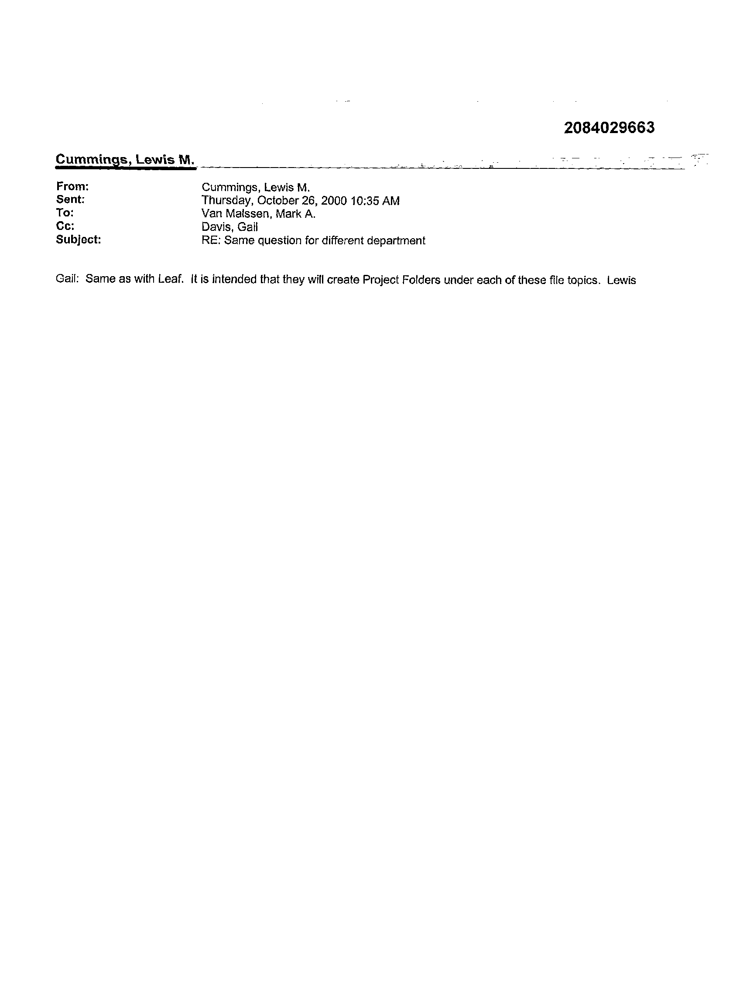 2084029663
Cummings, Lewis M.
From: Cummings, Lewis M.
Sent: Thursday, October 26, 2000 10:35 AM
To: Van Malssen, Mark A.
Cc: Davis, Gail
Subject: RE: Same question for different department
Gail: Same as with Leaf. It is intended that they will create Project Folders under each of these file topics. Lewis